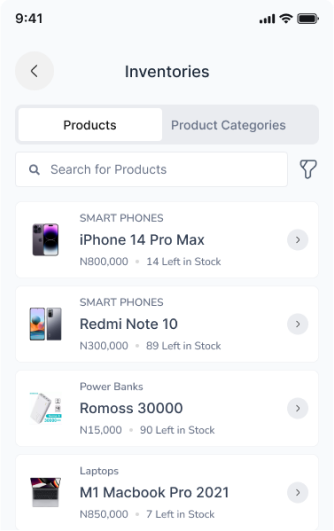 9:41
Inventories
Products
Product Categories
Search for Products
SMART PHONES
iPhone 14 Pro Max
N800,000 • 14 Left in Stock
SMART PHONES
Redmi Note 10
N300,000 • 89 Left in Stock
Power Banks
Romoss 30000
N15,000 • 90 Left in Stock
Laptops
M1 Macbook Pro 2021
N850,000 • 7 Left in Stock